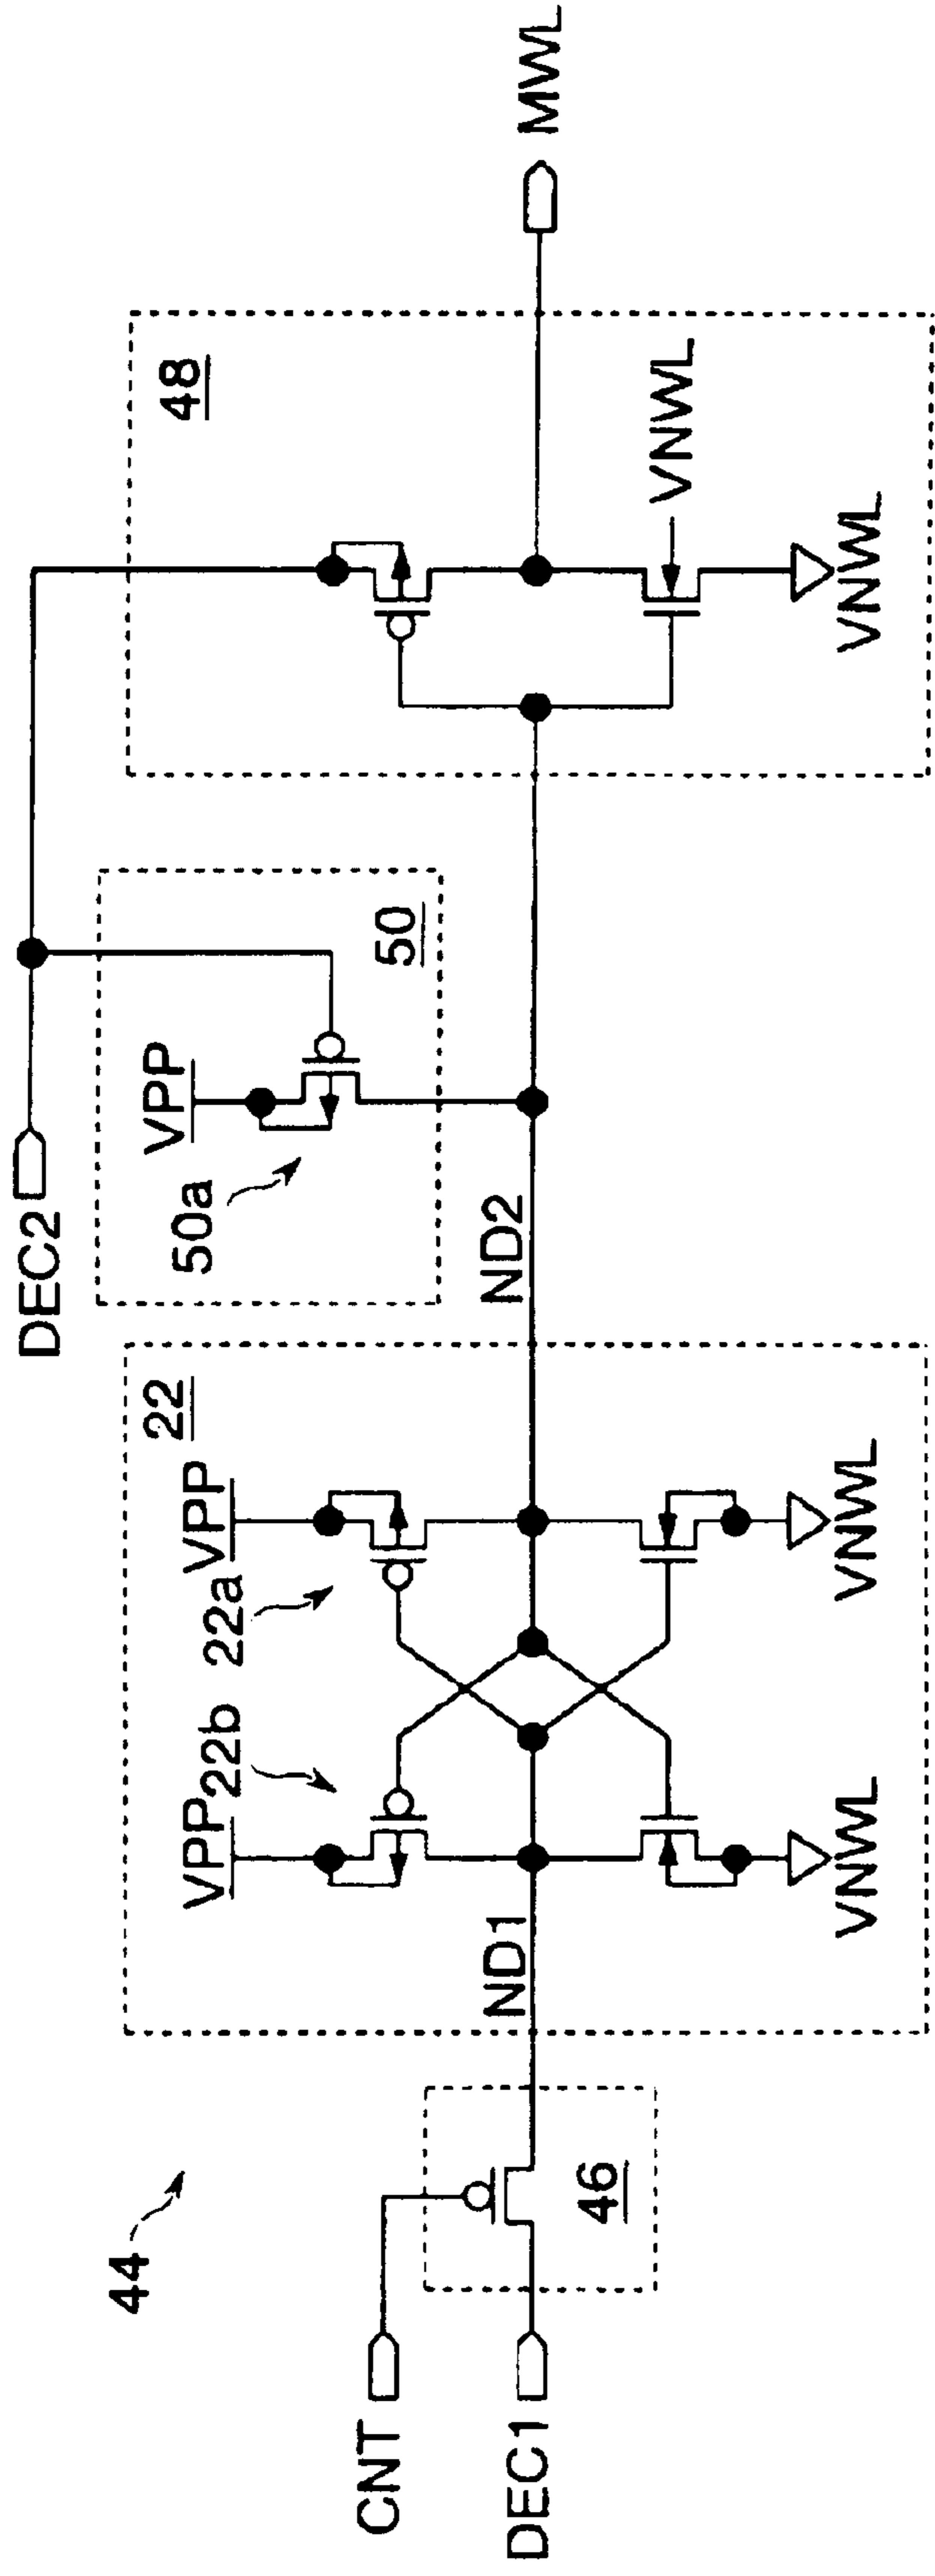 44
CNT
DEC1
46
22
VPP
22b
VPP
22a
ND1
VNWL
VNWL
ND2
DEC2
50a
VPP
50
48
VNWL
VNWL
MWL